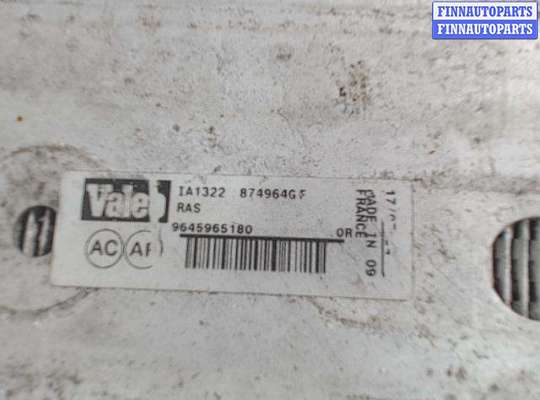 FINNAUTOPARTS
FINNAUTOPARTS
Valeo
IA1322 874964GF
RAS
9645965180
OR
AC
MADE IN
FRANCE
09